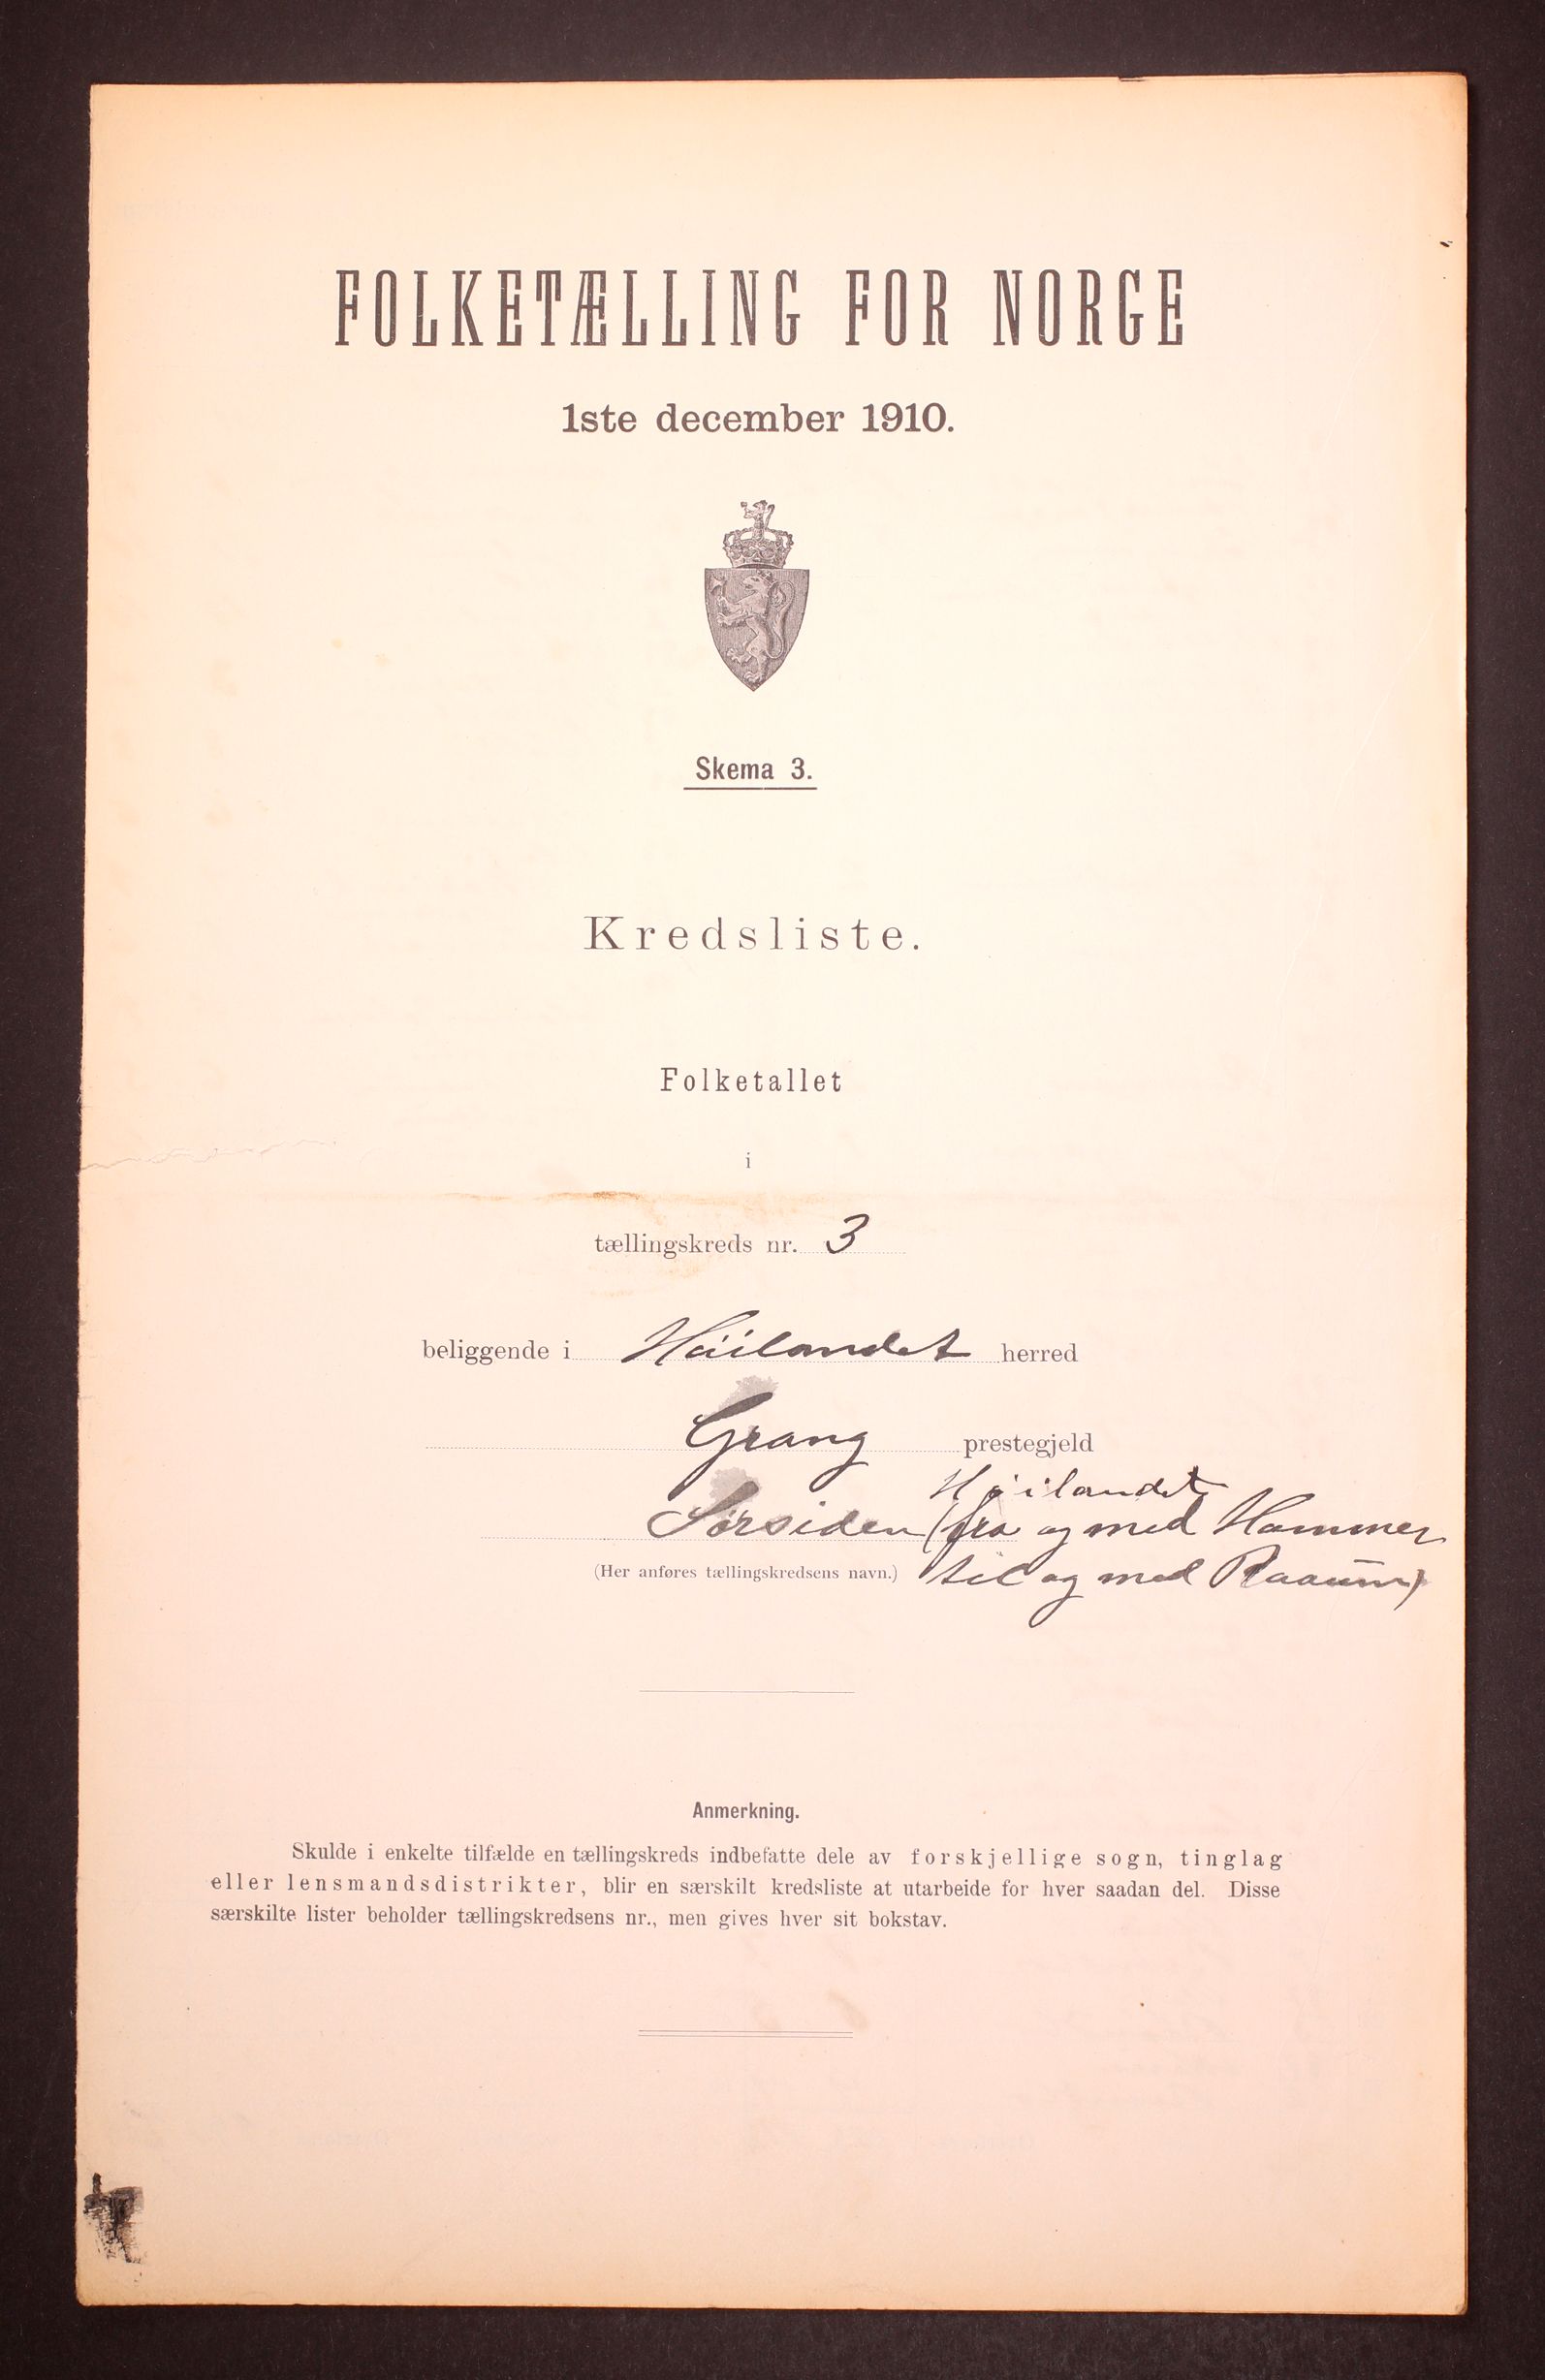 FOLKETÆLLING FOR NORGE
1ste december 1910.
Skema 3.
Kredsliste.
Folketallet
i
tællingskreds nr. 3
beliggende i Höilandet herred
Grong prestegjeld
Höilandet
Sørsiden (fra og med Hammer
(Her anføres tællingskredsens navn.) til og med Raaum)
Anmerkning.
Skulde i enkelte tilfælde en tællingskreds indbefatte dele av forskjellige sogn, tinglag
eller lensmandsdistrikter, blir en særskilt kredsliste at utarbeide for hver saadan del. Disse
særskilte lister beholder tællingskredsens nr., men gives hver sit bokstav.